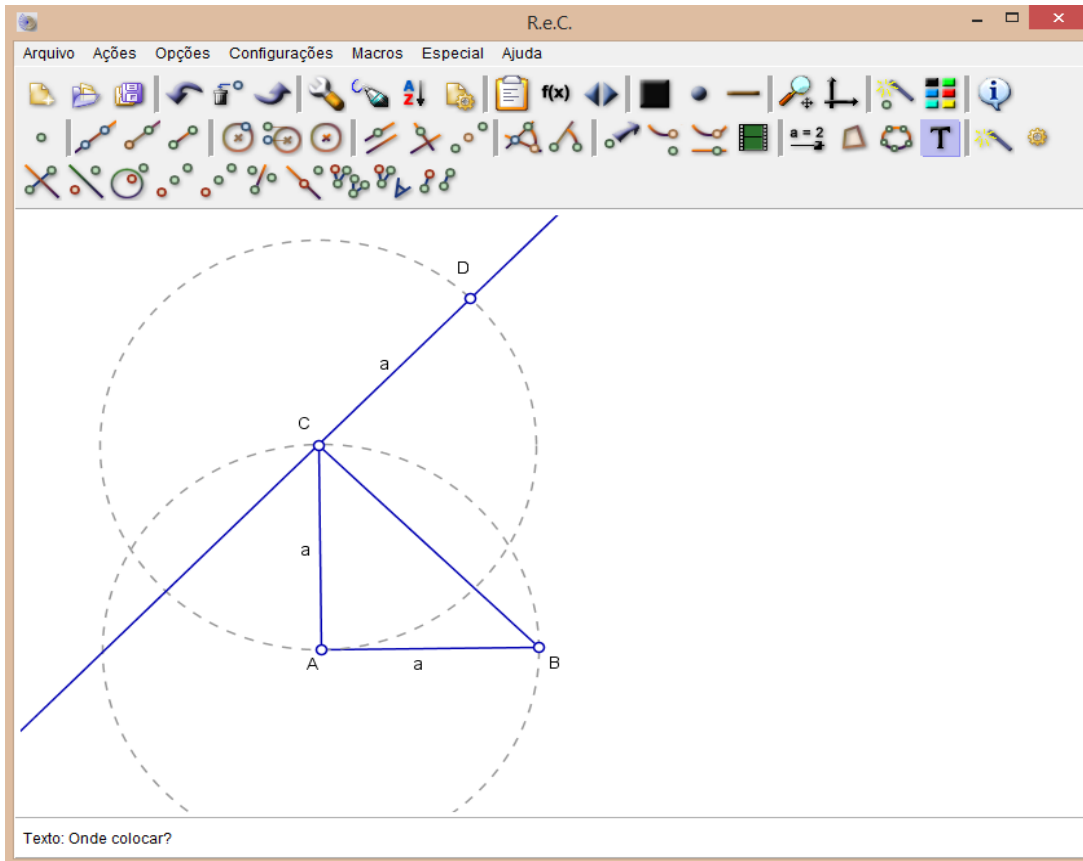 R.e.C.
Arquivo Ações Opções Configurações Macros Especial Ajuda
A Z f(x)
a = 2 T
D
a
C
a
A a B
Texto: Onde colocar?